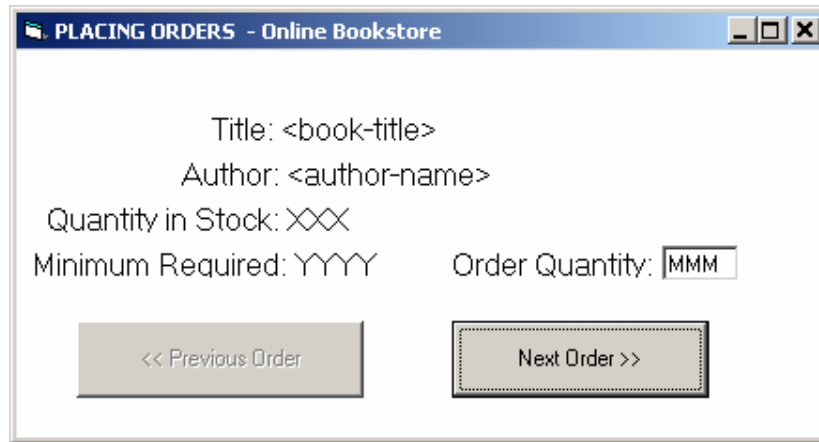 PLACING ORDERS - Online Bookstore
Title: <book-title>
Author: <author-name>
Quantity in Stock: XXX
Minimum Required: YYYY Order Quantity: MMM
<< Previous Order Next Order >>